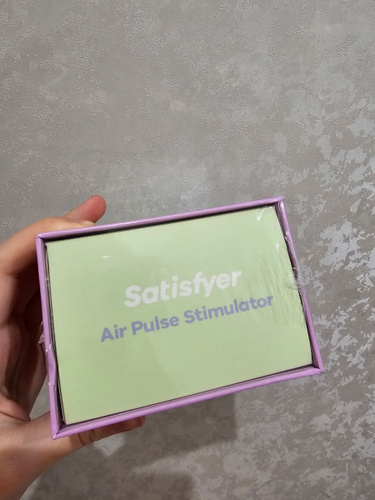 Satisfyer
Air Pulse Stimulator